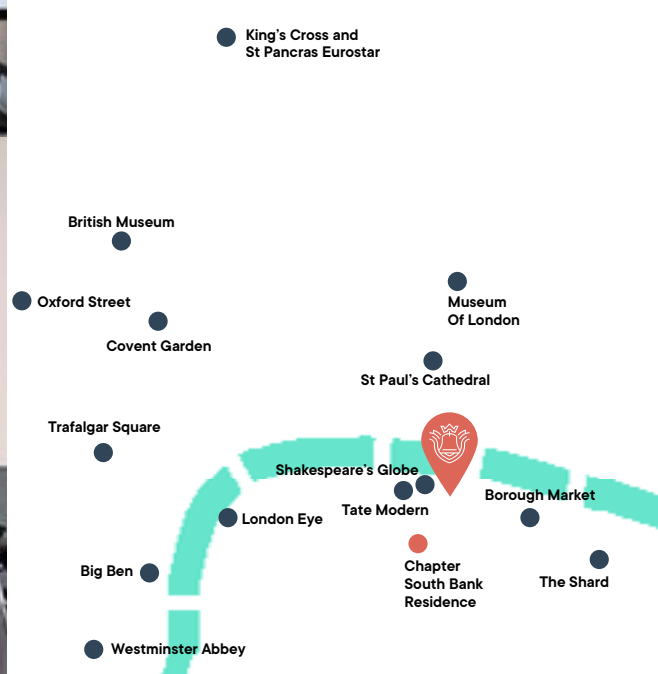 King's Cross and
St Pancras Eurostar
British Museum
Oxford Street
Covent Garden
Museum
Of London
St Paul's Cathedral
Trafalgar Square
Shakespeare's Globe
Tate Modern
Borough Market
London Eye
Big Ben
Chapter
South Bank
Residence
The Shard
Westminster Abbey